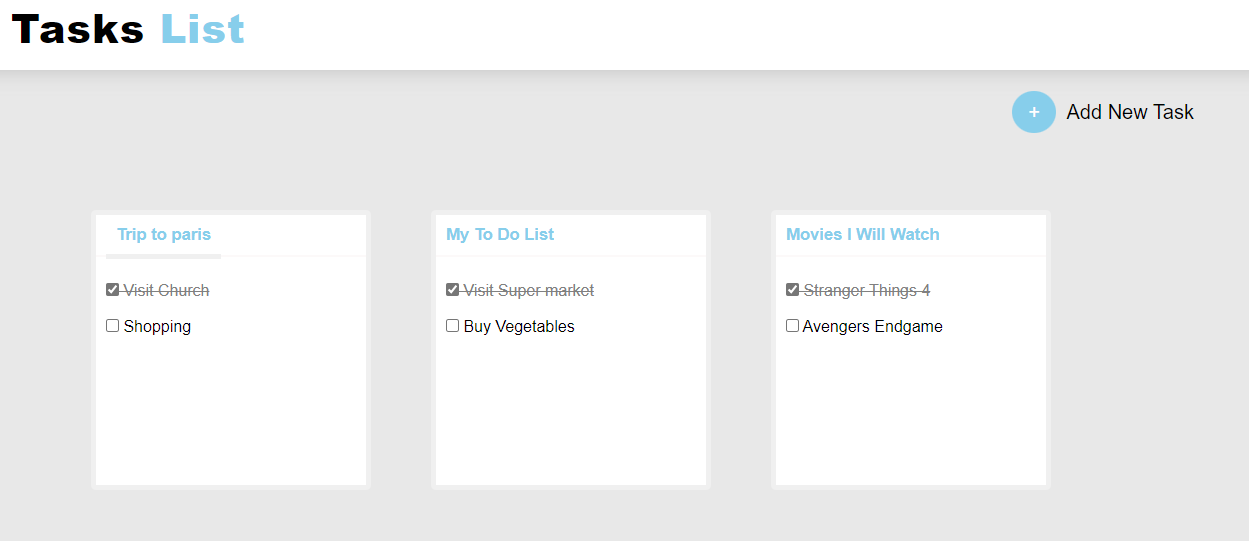 Tasks List
+ Add New Task
Trip to paris
Visit Church
Shopping
My To Do List
Visit Super market
Buy Vegetables
Movies I Will Watch
Stranger Things 4
Avengers Endgame